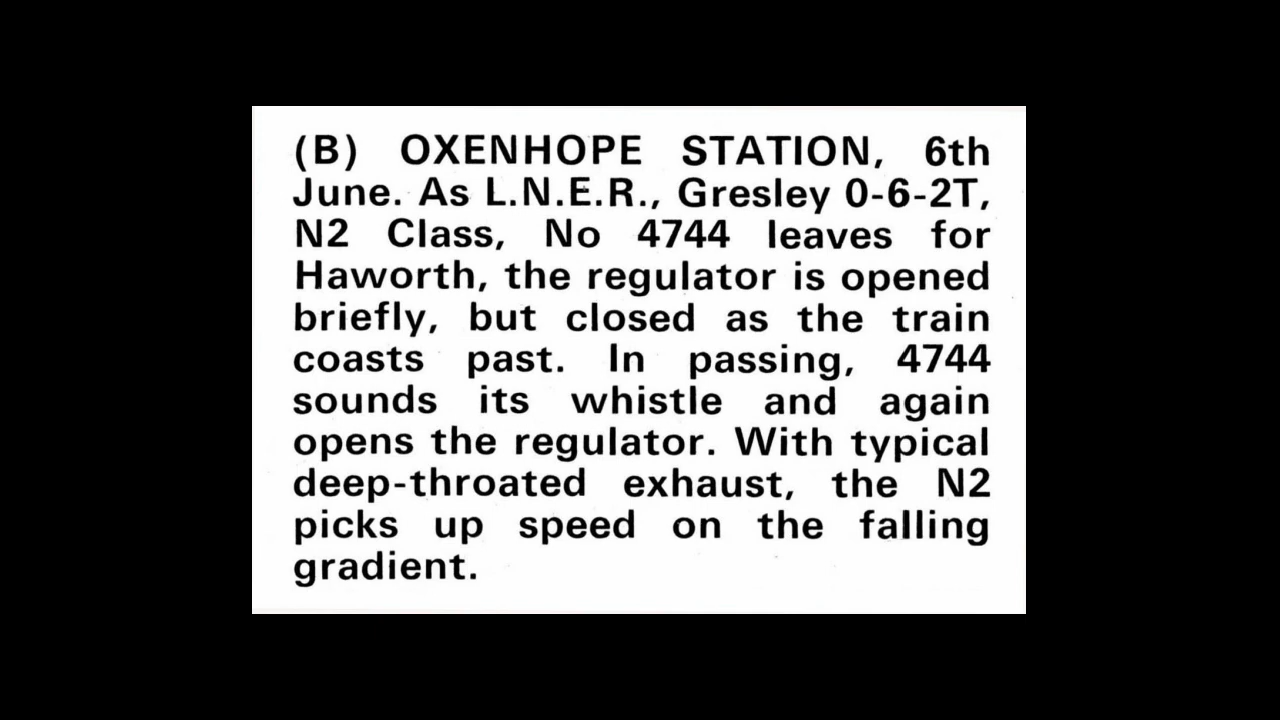 (B) OXENHOPE STATION, 6th
June. As L.N.E.R., Gresley 0-6-2T,
N2 Class, No 4744 leaves for
Haworth, the regulator is opened
briefly, but closed as the train
coasts past. In passing, 4744
sounds its whistle and again
opens the regulator. With typical
deep-throated exhaust, the N2
picks up speed on the falling
gradient.